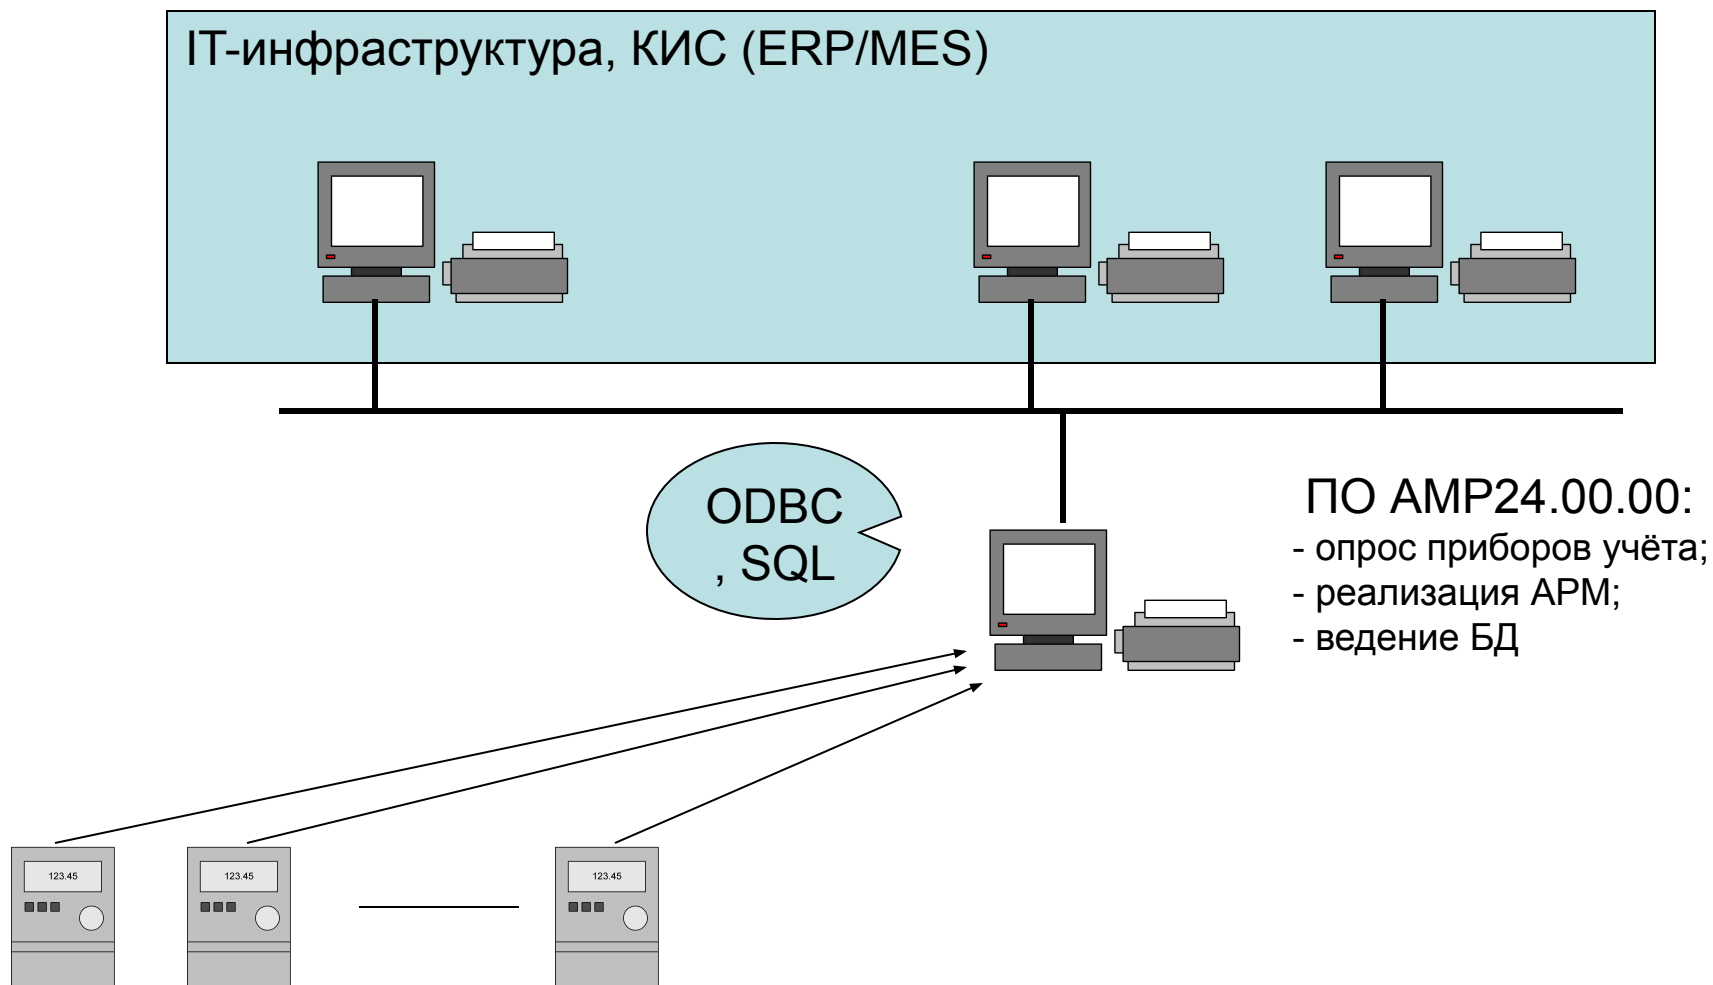 IT-инфраструктура, КИС (ERP/MES)
ODBC
, SQL
ПО АМР24.00.00:
- опрос приборов учёта;
- реализация АРМ;
- ведение БД
123.45
123.45
123.45